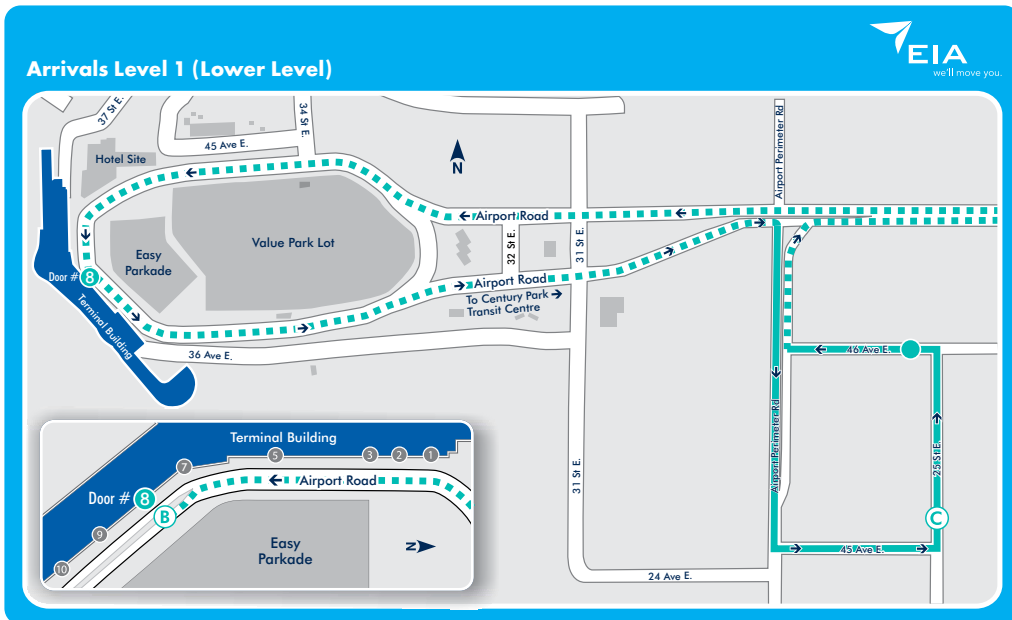 EIA
we'll move you.
Arrivals Level 1 (Lower Level)
37 St E.
34 St E.
45 Ave E.
Hotel Site
N
Airport Perimeter Rd
Airport Road
Value Park Lot
Easy
Parkade
32 St E.
31 St E.
Door # 8
Airport Road
To Century Park
Transit Centre
Terminal Building
36 Ave E.
46 Ave E.
Airport Perimeter Rd
25 St E.
31 St E.
C
45 Ave E.
24 Ave E.
Terminal Building
5
3
2
1
7
Airport Road
Door # 8
B
9
10
Easy
Parkade
N